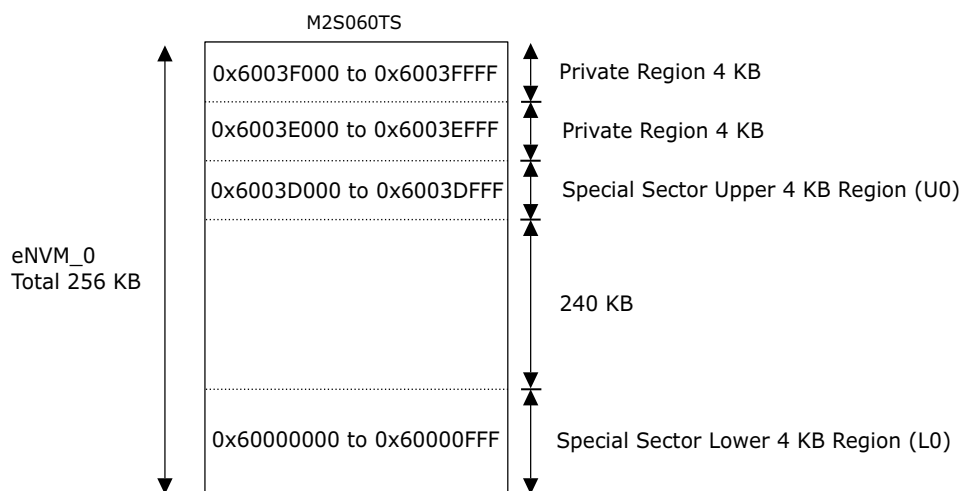 M2S060TS
0x6003F000 to 0x6003FFFF
Private Region 4 KB
0x6003E000 to 0x6003EFFF
Private Region 4 KB
0x6003D000 to 0x6003DFFF
Special Sector Upper 4 KB Region (U0)
eNVM_0
Total 256 KB
240 KB
0x60000000 to 0x60000FFF
Special Sector Lower 4 KB Region (L0)